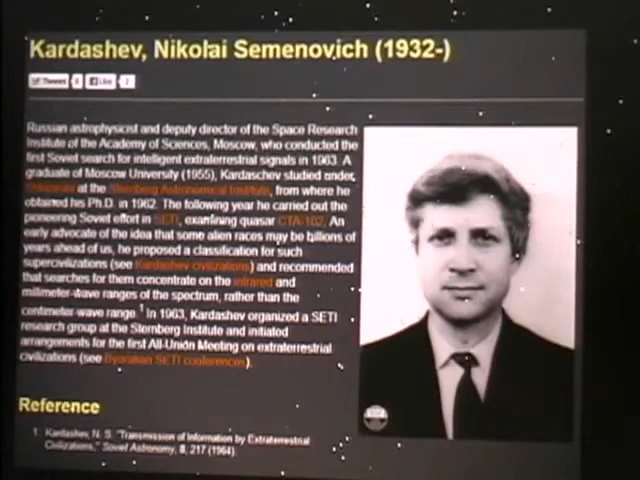 Kardashev, Nikolai Semenovich (1932-)
Tweet 0 Like 2
Russian astrophysicist and deputy director of the Space Research
Institute of the Academy of Sciences, Moscow, who conducted the
first Soviet search for intelligent extraterrestrial signals in 1963. A
graduate of Moscow University (1955), Kardaschev studied under
at the Sternberg Astronomical Institute, from where he
obtained his Ph.D. in 1962. The following year he carried out the
pioneering Soviet effort in SETI, examining quasar CTA-102. An
early advocate of the idea that some alien races may be billions of
years ahead of us, he proposed a classification for such
supercivilizations (see Kardashev civilizations) and recommended
that searches for them concentrate on the infrared and
millimeter-wave ranges of the spectrum, rather than the
centimeter-wave range.1 In 1963, Kardashev organized a SETI
research group at the Sternberg Institute and initiated
arrangements for the first All-Union Meeting on extraterrestrial
civilizations (see Byurakan SETI conferences).
Reference
1 Kardashev, N. S. "Transmission of Information by Extraterrestrial
Civilizations," Soviet Astronomy, 8, 217 (1964).